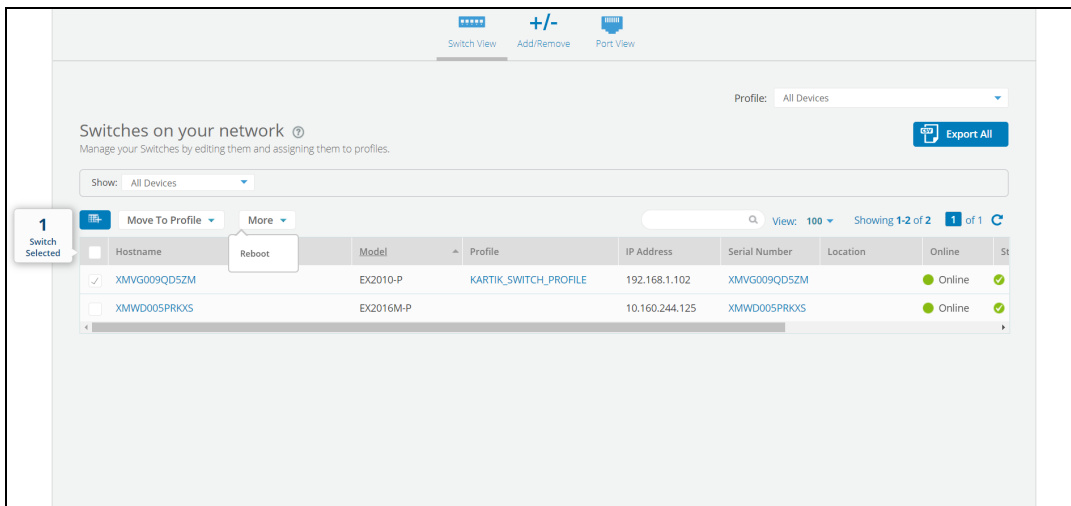 +/-
Switch View Add/Remove Port View
Profile: All Devices
Switches on your network ?
Manage your Switches by editing them and assigning them to profiles.
CSV Export All
Show: All Devices
1
Switch
Selected
Move To Profile More View: 100 Showing 1-2 of 2 1 of 1
Reboot
Hostname Model Profile IP Address Serial Number Location Online St
XMVG009QD5ZM EX2010-P KARTIK_SWITCH_PROFILE 192.168.1.102 XMVG009QD5ZM Online
XMWD005PRKXS EX2016M-P 10.160.244.125 XMWD005PRKXS Online